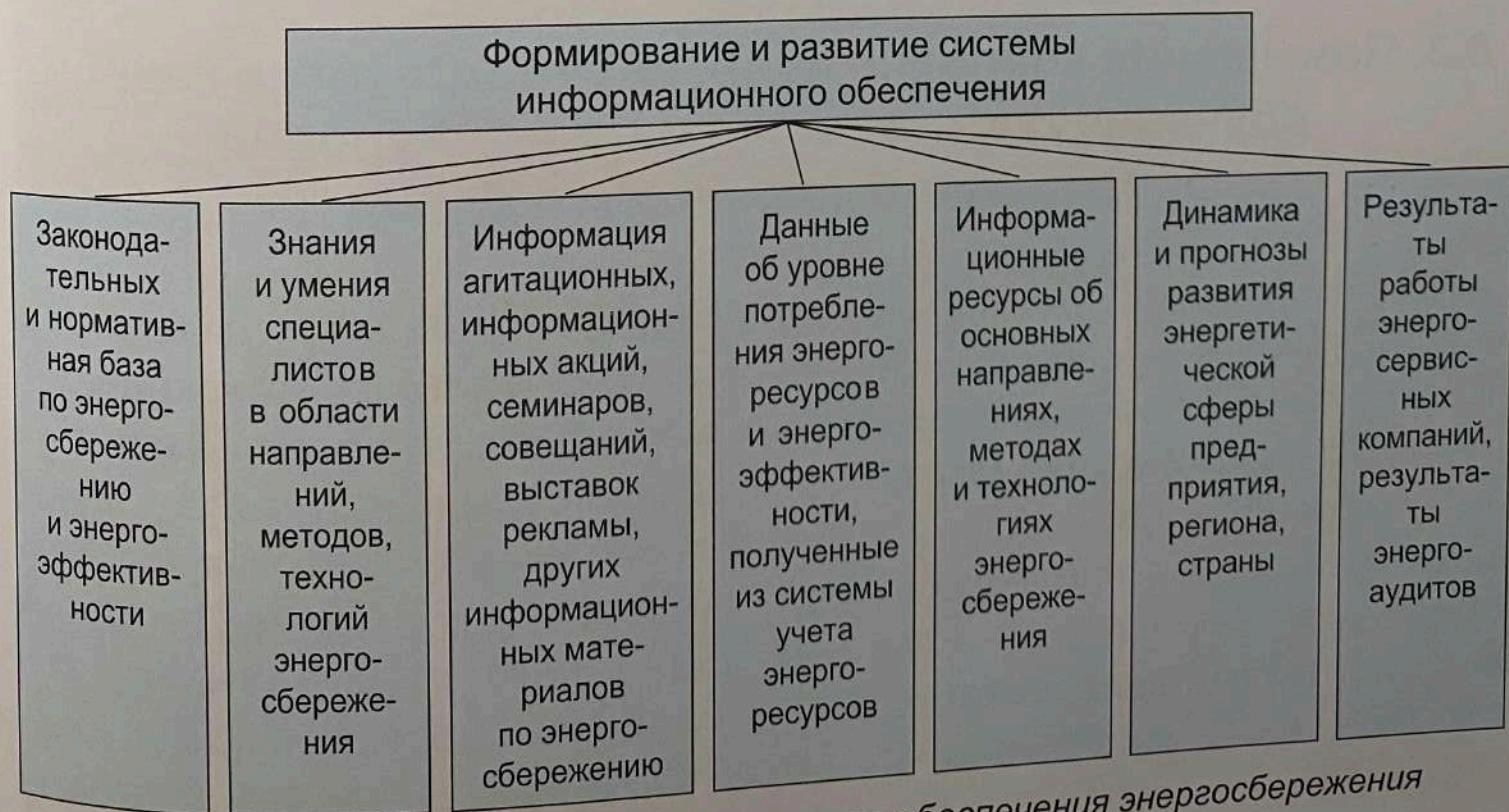 Формирование и развитие системы
информационного обеспечения
Законода-
тельных
и норматив-
ная база
по энерго-
сбереже-
нию
и энерго-
эффектив-
ности
Знания
и умения
специа-
листов
в области
направле-
ний,
методов,
техно-
логий
энерго-
сбереже-
ния
Информация
агитационных,
информацион-
ных акций,
семинаров,
совещаний,
выставок
рекламы,
других
информацион-
ных мате-
риалов
по энерго-
сбережению
Данные
об уровне
потребле-
ния энерго-
ресурсов
и энерго-
эффектив-
ности,
полученные
из системы
учета
энерго-
ресурсов
Информа-
ционные
ресурсы об
основных
направле-
ниях,
методах
и техноло-
гиях
энерго-
сбереже-
ния
Динамика
и прогнозы
развития
энергети-
ческой
сферы
пред-
приятия,
региона,
страны
Результа-
ты
работы
энерго-
сервис-
ных
компаний,
результа-
ты
энерго-
аудитов
энергосбережения